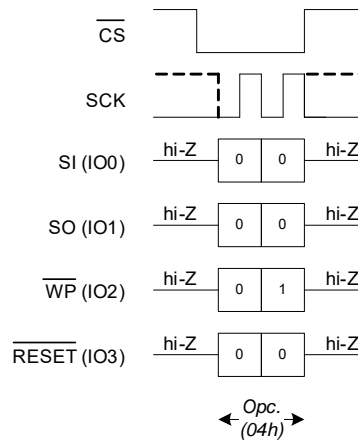 CS
SCK
hi-Z hi-Z
SI (IO0) 0 0
hi-Z hi-Z
SO (IO1) 0 0
hi-Z hi-Z
WP (IO2) 0 1
hi-Z hi-Z
RESET (IO3) 0 0
Opc.
(04h)